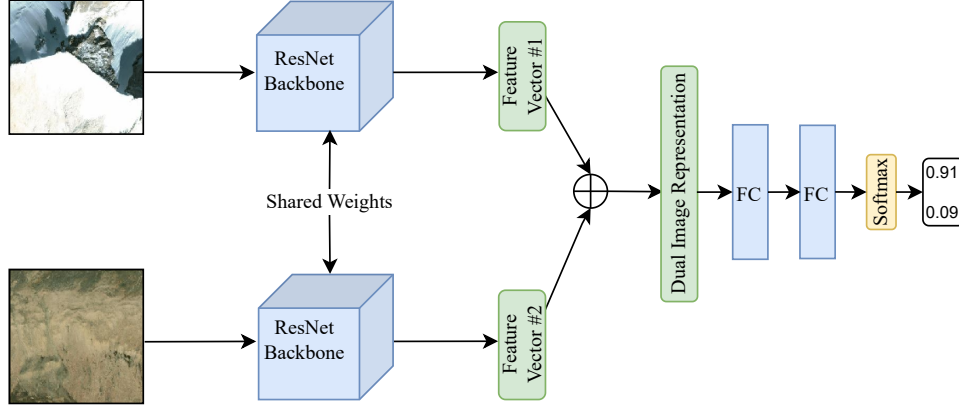 ResNet
Backbone
Feature
Vector #1
Shared Weights
ResNet
Backbone
Feature
Vector #2
Dual Image Representation
FC
FC
Softmax
0.91
0.09